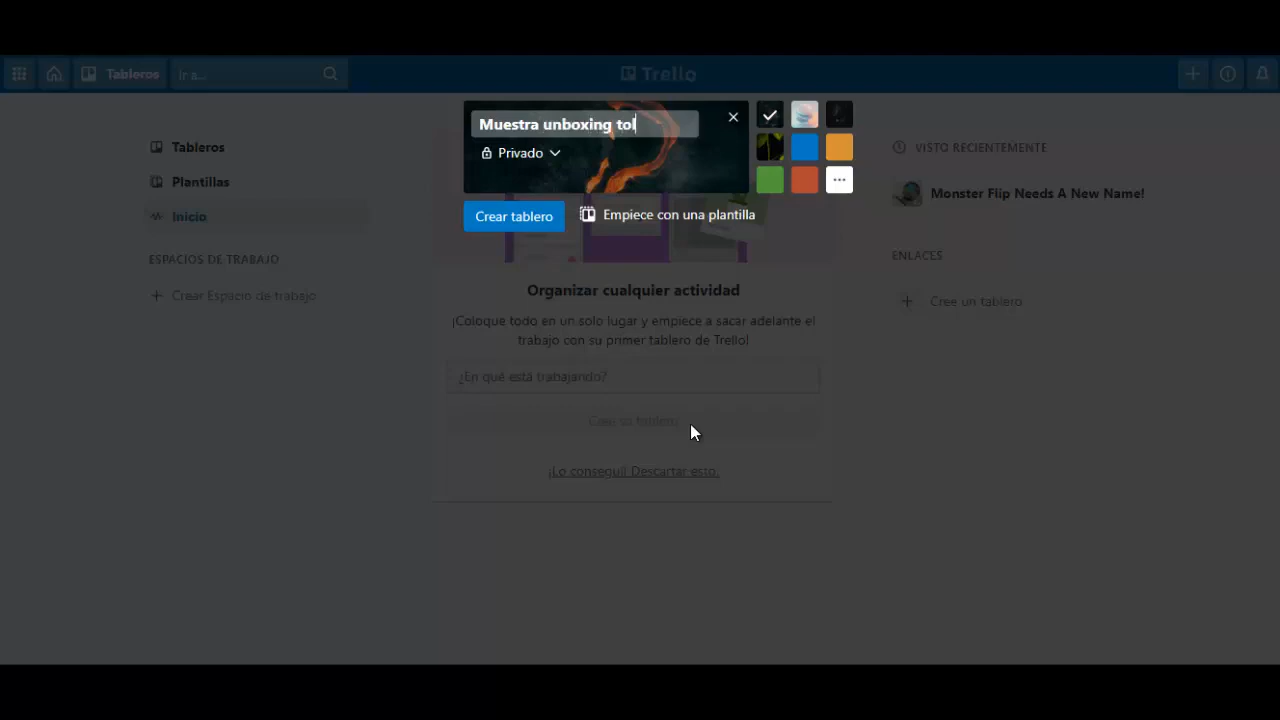 Tableros
Ir a...
Trello
Muestra unboxing tol
Privado
Crear tablero
Empiece con una plantilla
Tableros
Plantillas
Inicio
ESPACIOS DE TRABAJO
Crear Espacio de trabajo
Organizar cualquier actividad
¡Coloque todo en un solo lugar y empiece a sacar adelante el
trabajo con su primer tablero de Trello!
¿En qué está trabajando?
Cree su tablero
¡Lo conseguí! Descartar esto.
VISTO RECIENTEMENTE
Monster Flip Needs A New Name!
ENLACES
Cree un tablero